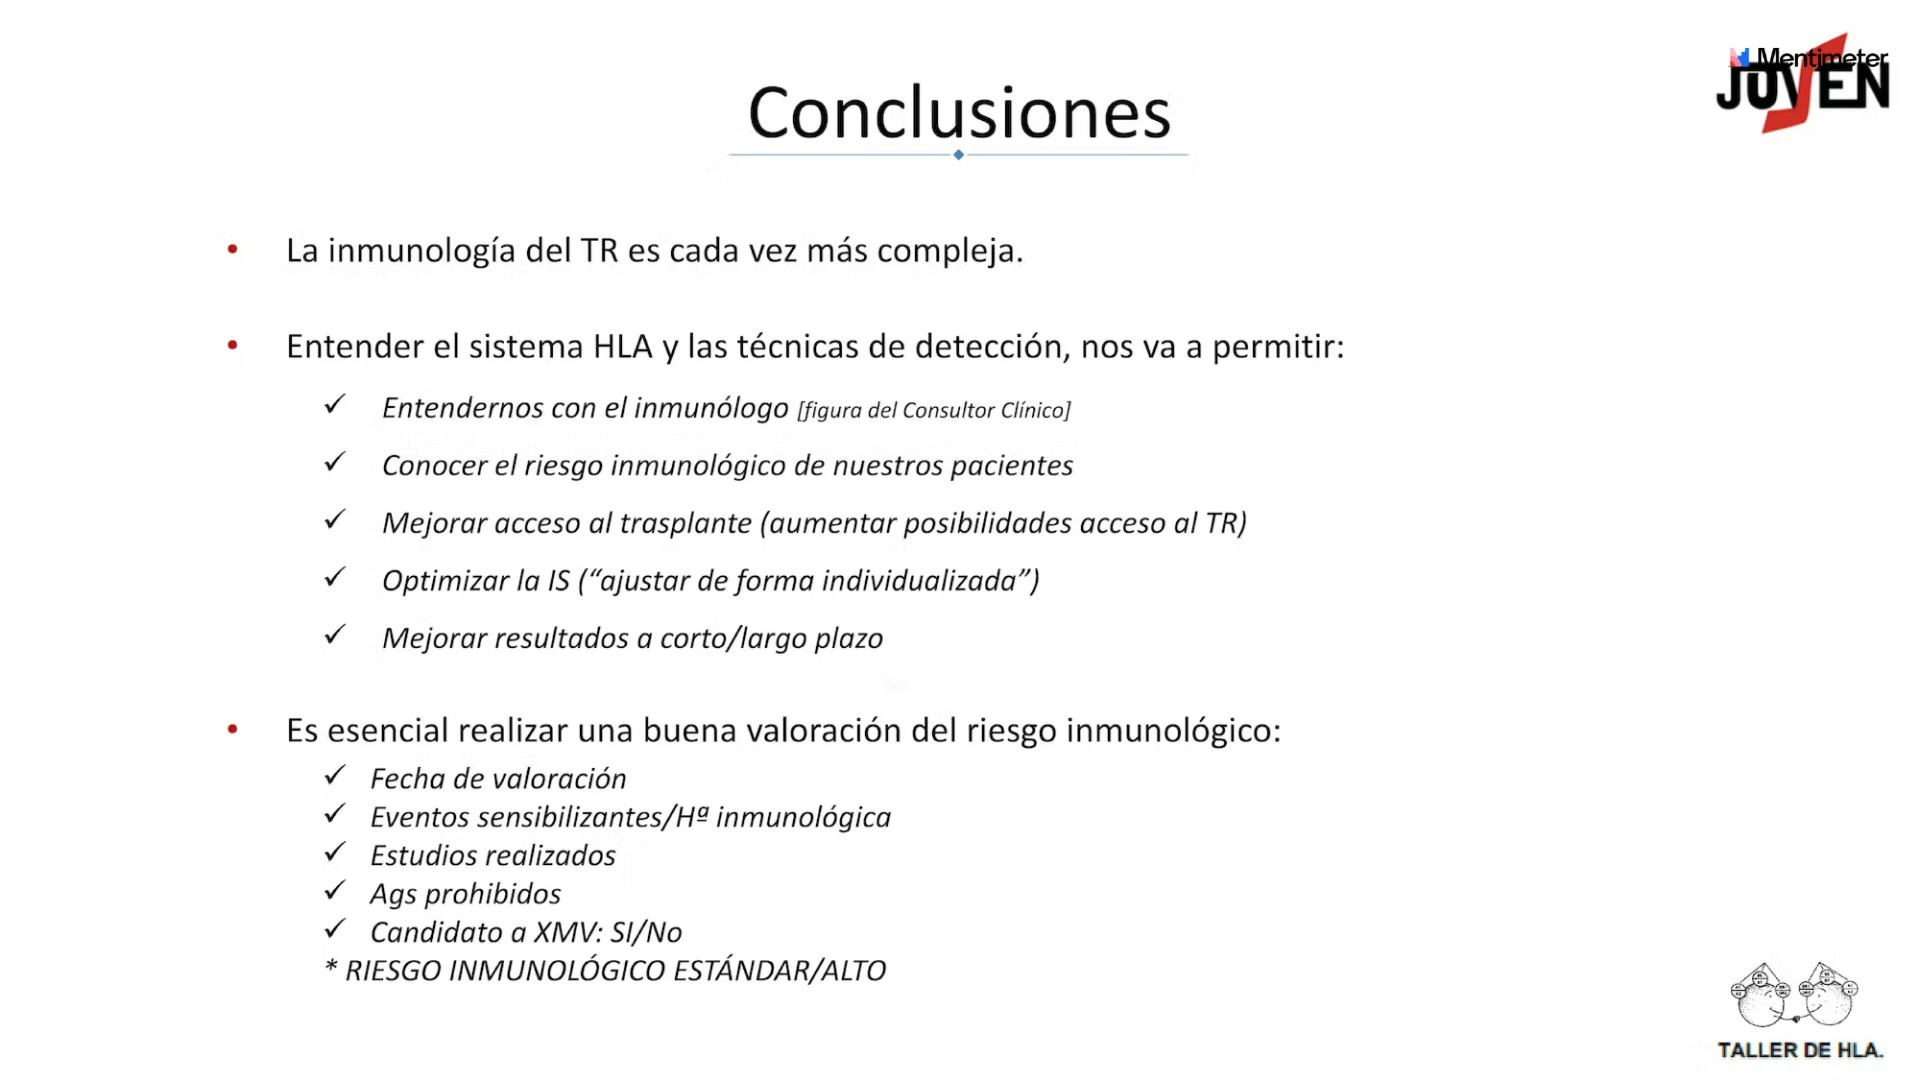 Mentimeter
JOVEN
Conclusiones
• La inmunología del TR es cada vez más compleja.
• Entender el sistema HLA y las técnicas de detección, nos va a permitir:
✓ Entendernos con el inmunólogo [figura del Consultor Clínico]
✓ Conocer el riesgo inmunológico de nuestros pacientes
✓ Mejorar acceso al trasplante (aumentar posibilidades acceso al TR)
✓ Optimizar la IS (“ajustar de forma individualizada”)
✓ Mejorar resultados a corto/largo plazo
• Es esencial realizar una buena valoración del riesgo inmunológico:
✓ Fecha de valoración
✓ Eventos sensibilizantes/Hª inmunológica
✓ Estudios realizados
✓ Ags prohibidos
✓ Candidato a XMV: SI/No
* RIESGO INMUNOLÓGICO ESTÁNDAR/ALTO
TALLER DE HLA.